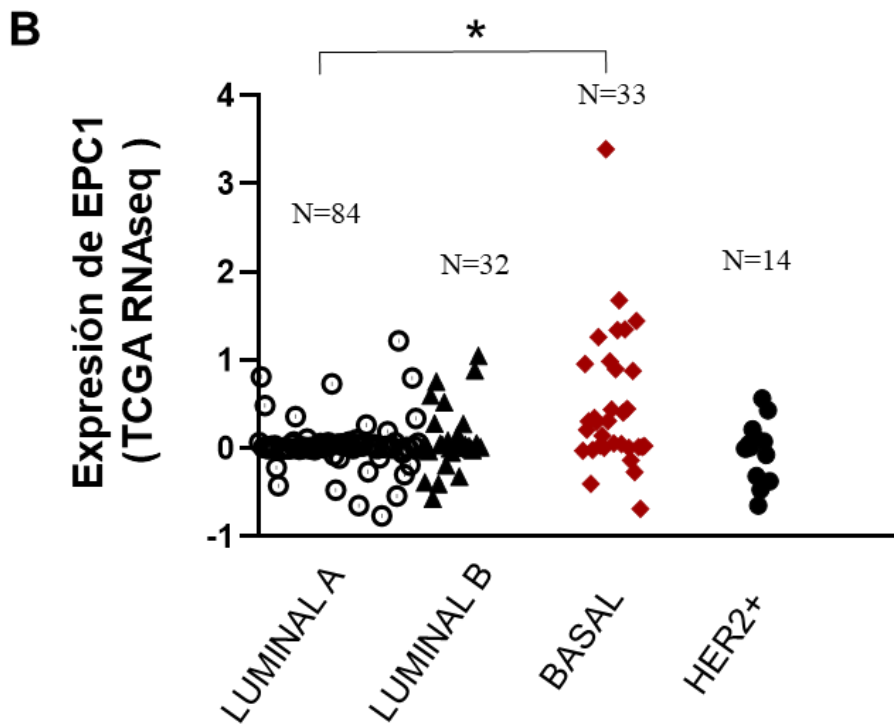 B
*
Expresión de EPC1
(TCGA RNAseq )
4
3
2
1
0
-1
N=84
N=32
N=33
N=14
LUMINAL A
LUMINAL B
BASAL
HER2+